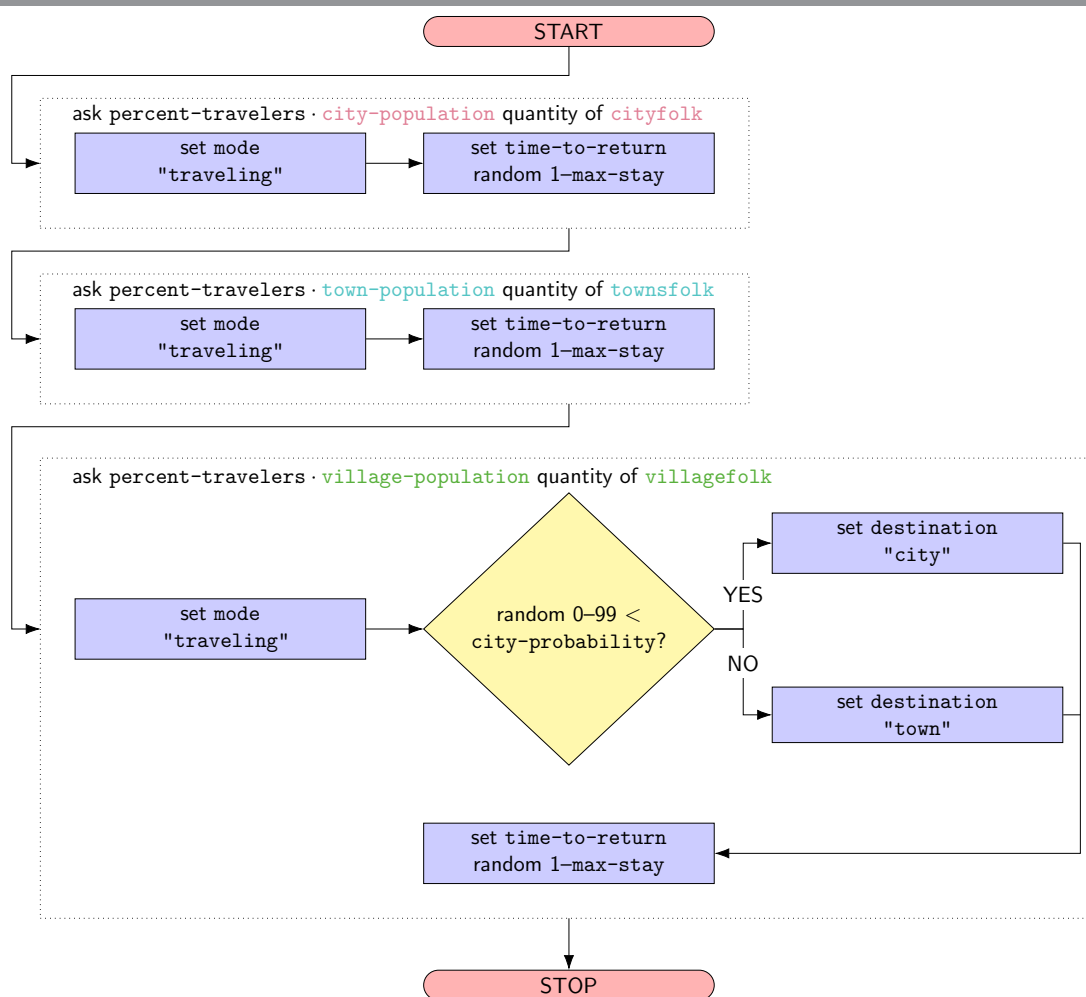 START
ask percent-travelers · city-population quantity of cityfolk
set mode
"traveling"
set time-to-return
random 1–max-stay
ask percent-travelers · town-population quantity of townsfolk
set mode
"traveling"
set time-to-return
random 1–max-stay
ask percent-travelers · village-population quantity of villagefolk
set mode
"traveling"
random 0–99 <
city-probability?
YES
set destination
"city"
NO
set destination
"town"
set time-to-return
random 1–max-stay
STOP